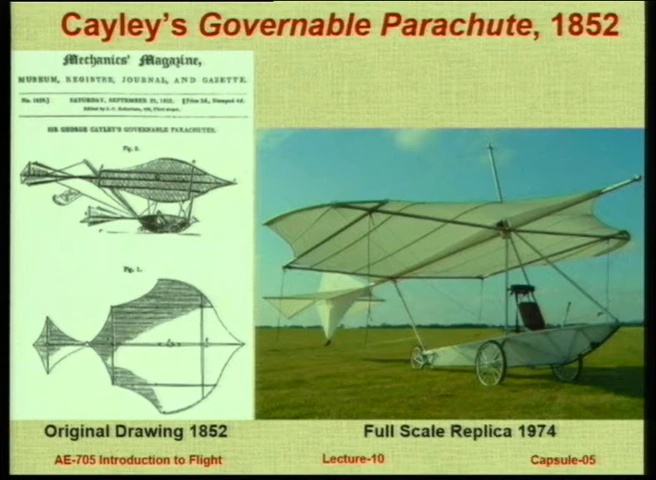 Cayley's Governable Parachute, 1852
Mechanics' Magazine,
MUSEUM, REGISTER, JOURNAL, AND GAZETTE.
SATURDAY, SEPTEMBER 25, 1852.
SIR GEORGE CAYLEY'S GOVERNABLE PARACHUTES.
Fig. 2.
Fig. 1.
Original Drawing 1852
Full Scale Replica 1974
AE-705 Introduction to Flight
Lecture-10
Capsule-05